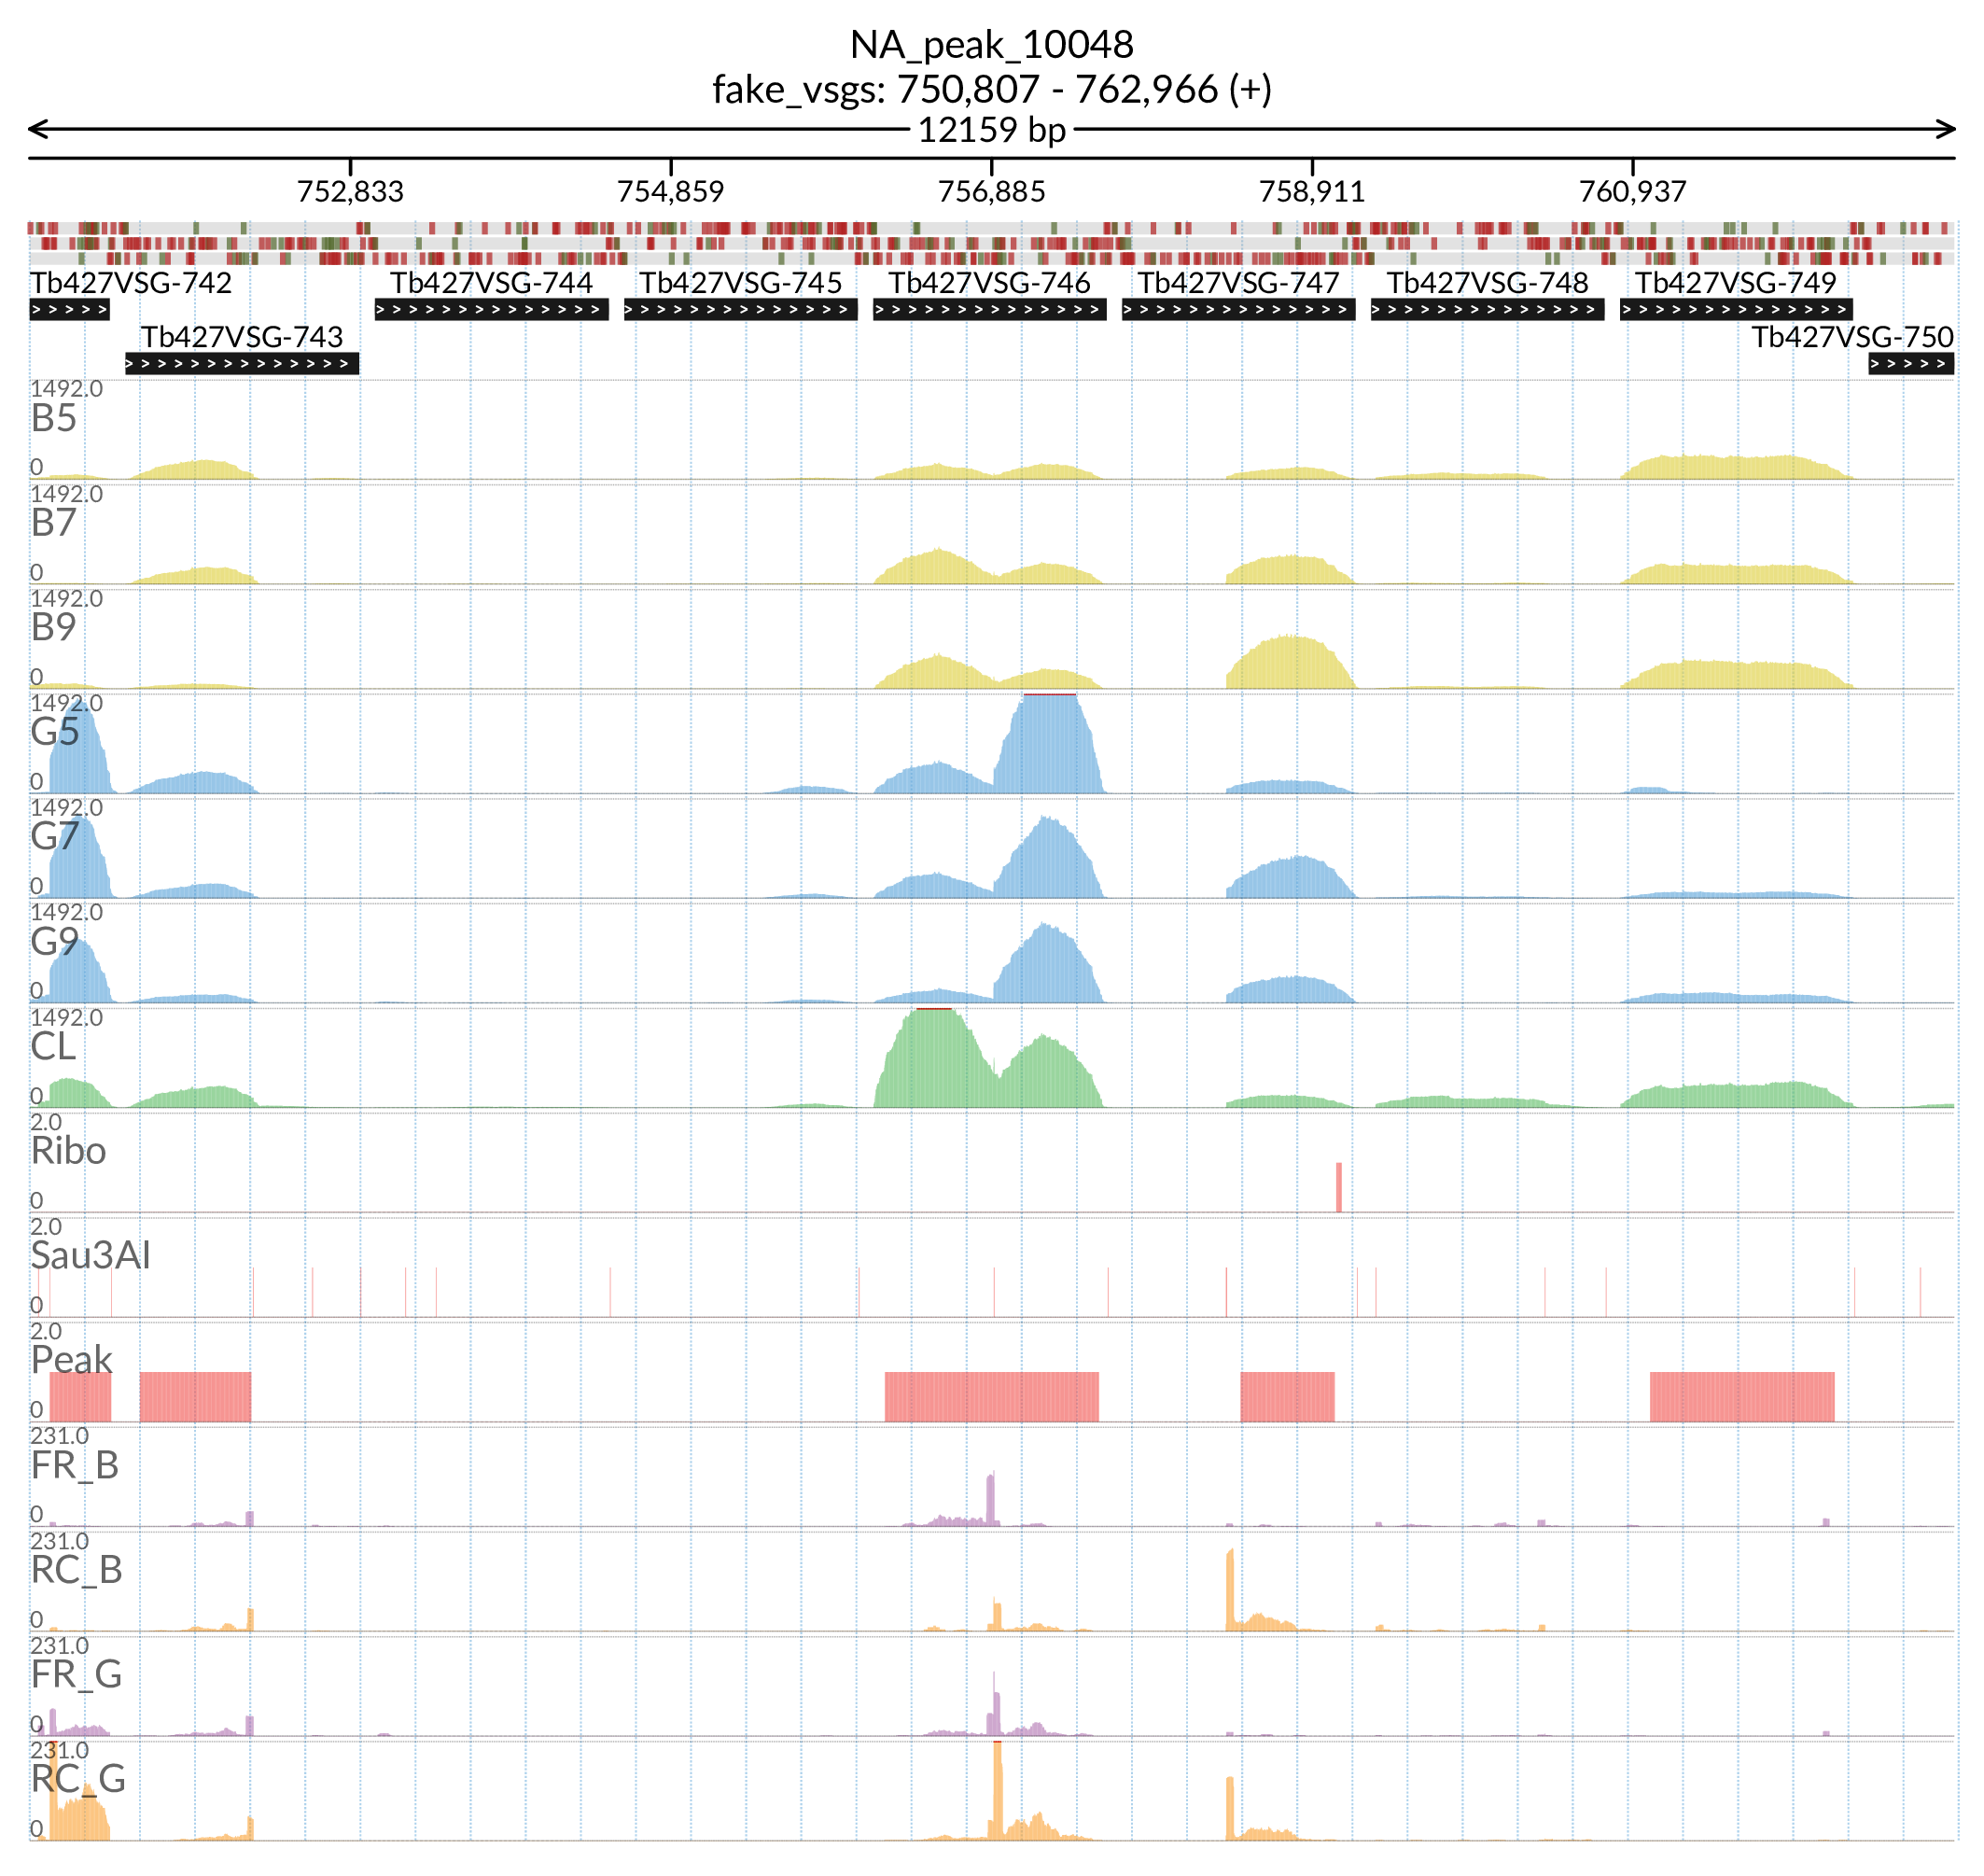 NA_peak_10048
fake_vsgs: 750,807 - 762,966 (+)
12159 bp
752,833 754,859 756,885 758,911 760,937
Tb427VSG-742 Tb427VSG-744 Tb427VSG-745 Tb427VSG-746 Tb427VSG-747 Tb427VSG-748 Tb427VSG-749
Tb427VSG-743 Tb427VSG-750
1492.0
B5
0
1492.0
B7
0
1492.0
B9
0
1492.0
G5
0
1492.0
G7
0
1492.0
G9
0
1492.0
CL
0
2.0
Ribo
0
2.0
Sau3AI
0
2.0
Peak
0
231.0
FR_B
0
231.0
RC_B
0
231.0
FR_G
0
231.0
RC_G
0